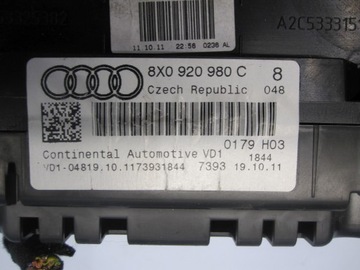 11.10.11 22:58 0236 AL
A2C533315
8X0 920 980 C 8
Czech Republic 048
0179 H03
Continental Automotive VD1 1844
VD1-04819.10.1173931844 7393 19.10.11